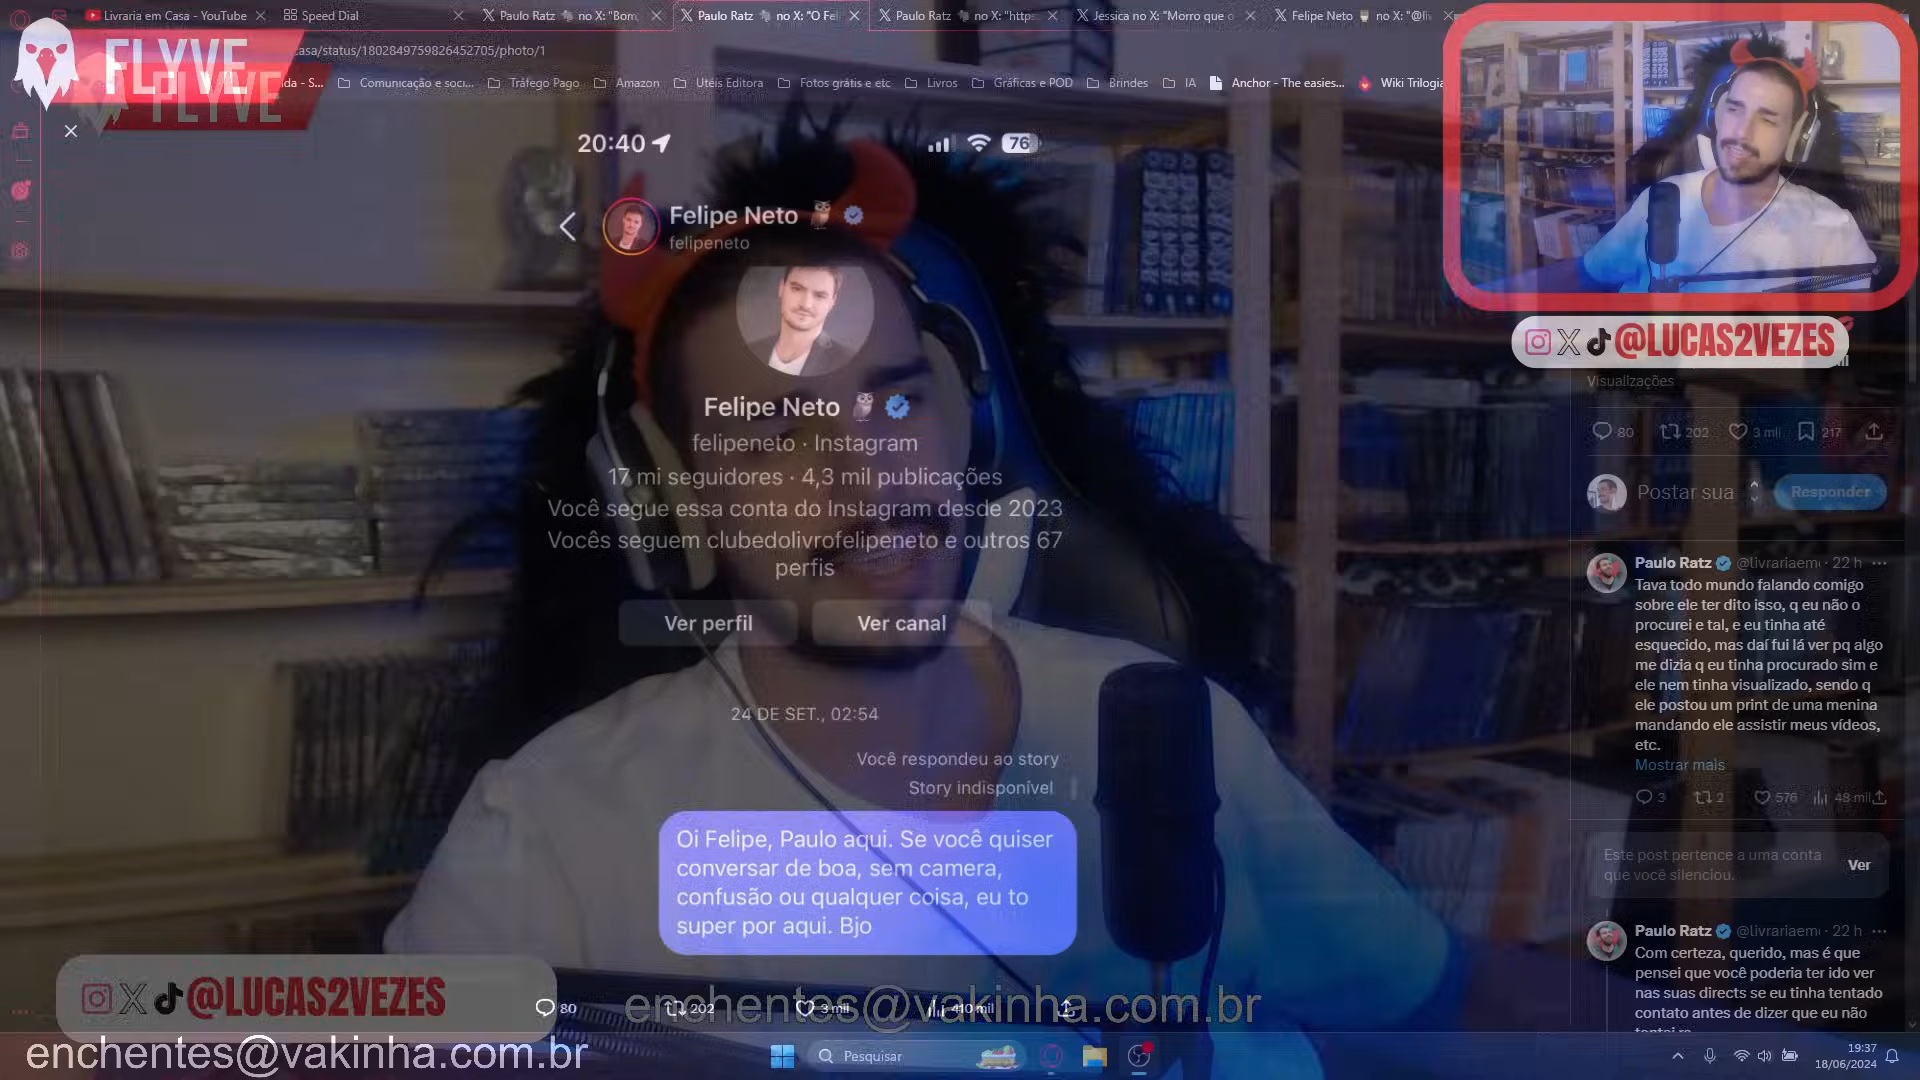 Livraria em Casa - YouTube
Speed Dial
Paulo Ratz no X: "Bom,
Paulo Ratz no X: "O Fel
Paulo Ratz no X: "https
Jessica no X: "Morro que o
Felipe Neto no X: "@liv
FLYVE
FLYVE
asa/status/1802849759826452705/photo/1
da - S...
Comunicação e soci...
Tráfego Pago
Amazon
Utéis Editora
Fotos grátis e etc
Livros
Gráficas e POD
Brindes
IA
Anchor - The easies...
Wiki Trilogia
20:40
76
Felipe Neto
felipeneto
Felipe Neto
felipeneto · Instagram
17 mi seguidores · 4,3 mil publicações
Você segue essa conta do Instagram desde 2023
Vocês seguem clubedolivrofelipeneto e outros 67
perfis
Ver perfil
Ver canal
24 DE SET., 02:54
Você respondeu ao story
Story indisponível
Oi Felipe, Paulo aqui. Se você quiser
conversar de boa, sem camera,
confusão ou qualquer coisa, eu to
super por aqui. Bjo
80
202
3 mil
410 mil
@LUCAS2VEZES
Visualizações
80
202
3 mil
217
Postar sua
Responder
Paulo Ratz @livrariaem · 22 h
Tava todo mundo falando comigo
sobre ele ter dito isso, q eu não o
procurei e tal, e eu tinha até
esquecido, mas daí fui lá ver pq algo
me dizia q eu tinha procurado sim e
ele nem tinha visualizado, sendo q
ele postou um print de uma menina
mandando ele assistir meus vídeos,
etc.
Mostrar mais
3
2
576
48 mil
Este post pertence a uma conta
que você silenciou.
Ver
Paulo Ratz @livrariaem · 22 h
Com certeza, querido, mas é que
pensei que você poderia ter ido ver
nas suas directs se eu tinha tentado
contato antes de dizer que eu não
@LUCAS2VEZES
enchentes@vakinha.com.br
enchentes@vakinha.com.br
Pesquisar
19:37
18/06/2024